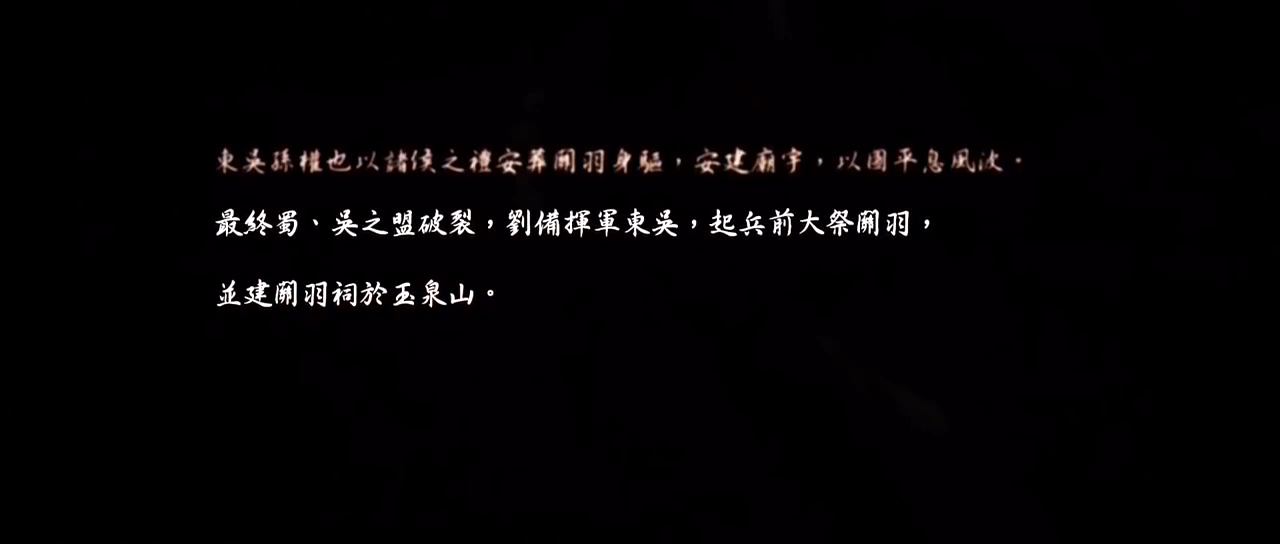 東吳孫權也以諸侯之禮安葬關羽身驅，安建廟宇，以圖平息風波。
最終蜀、吳之盟破裂，劉備揮軍東吳，起兵前大祭關羽，
並建關羽祠於玉泉山。